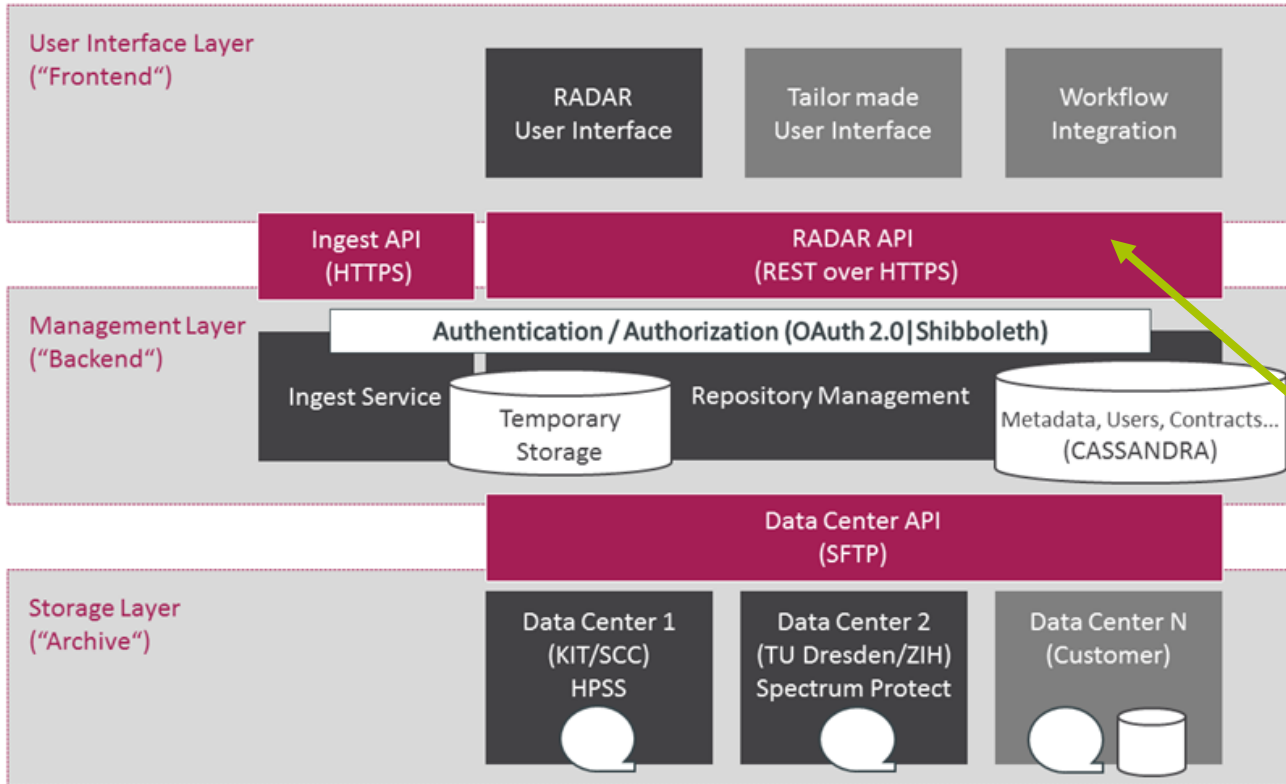 User Interface Layer
(“Frontend“)
RADAR
User Interface
Tailor made
User Interface
Workflow
Integration
Ingest API
(HTTPS)
RADAR API
(REST over HTTPS)
Management Layer
(“Backend“)
Authentication / Authorization (OAuth 2.0|Shibboleth)
Ingest Service
Temporary
Storage
Repository Management
Metadata, Users, Contracts...
(CASSANDRA)
Data Center API
(SFTP)
Storage Layer
(“Archive“)
Data Center 1
(KIT/SCC)
HPSS
Data Center 2
(TU Dresden/ZIH)
Spectrum Protect
Data Center N
(Customer)